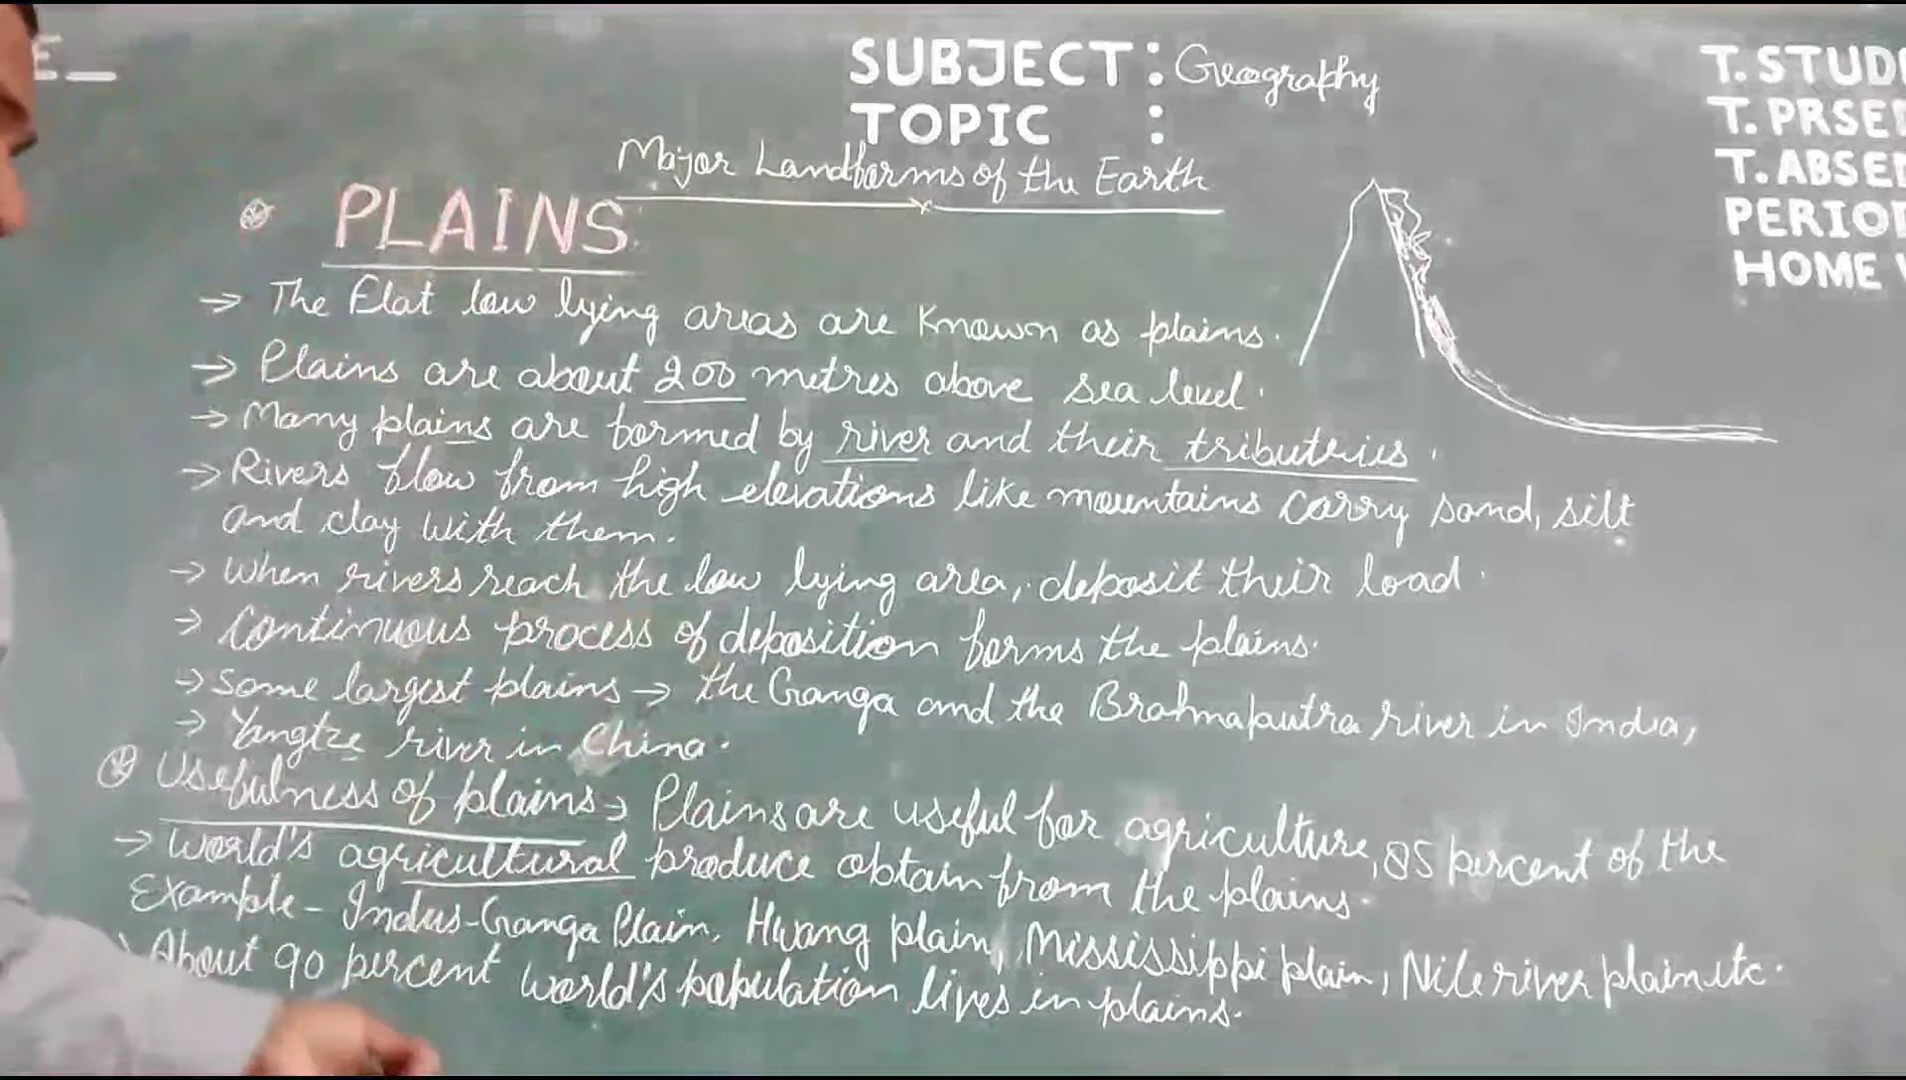 E_
SUBJECT : Geography
TOPIC :
Major Landforms of the Earth
T. STUD
T. PRSE
T. ABSE
PERIOD
HOME
PLAINS
→ The Flat low lying areas are Known as plains.
→ Plains are about 200 metres above sea level.
→ Many plains are formed by river and their tributries.
→ Rivers flow from high elevations like mountains carry sand, silt
and clay with them.
→ When rivers reach the low lying area, deposit their load.
→ Continuous process of deposition forms the plains.
→ Some largest plains → the Ganga and the Brahmaputra river in India,
→ Yangtze river in China.
Usefulness of plains → Plains are useful for agriculture, 85 percent of the
→ World's agricultural produce obtain from the plains.
Example - Indus-Ganga Plain, Hwang plain, Mississippi plain, Nile river plain etc.
About 90 percent world's population lives in plains.